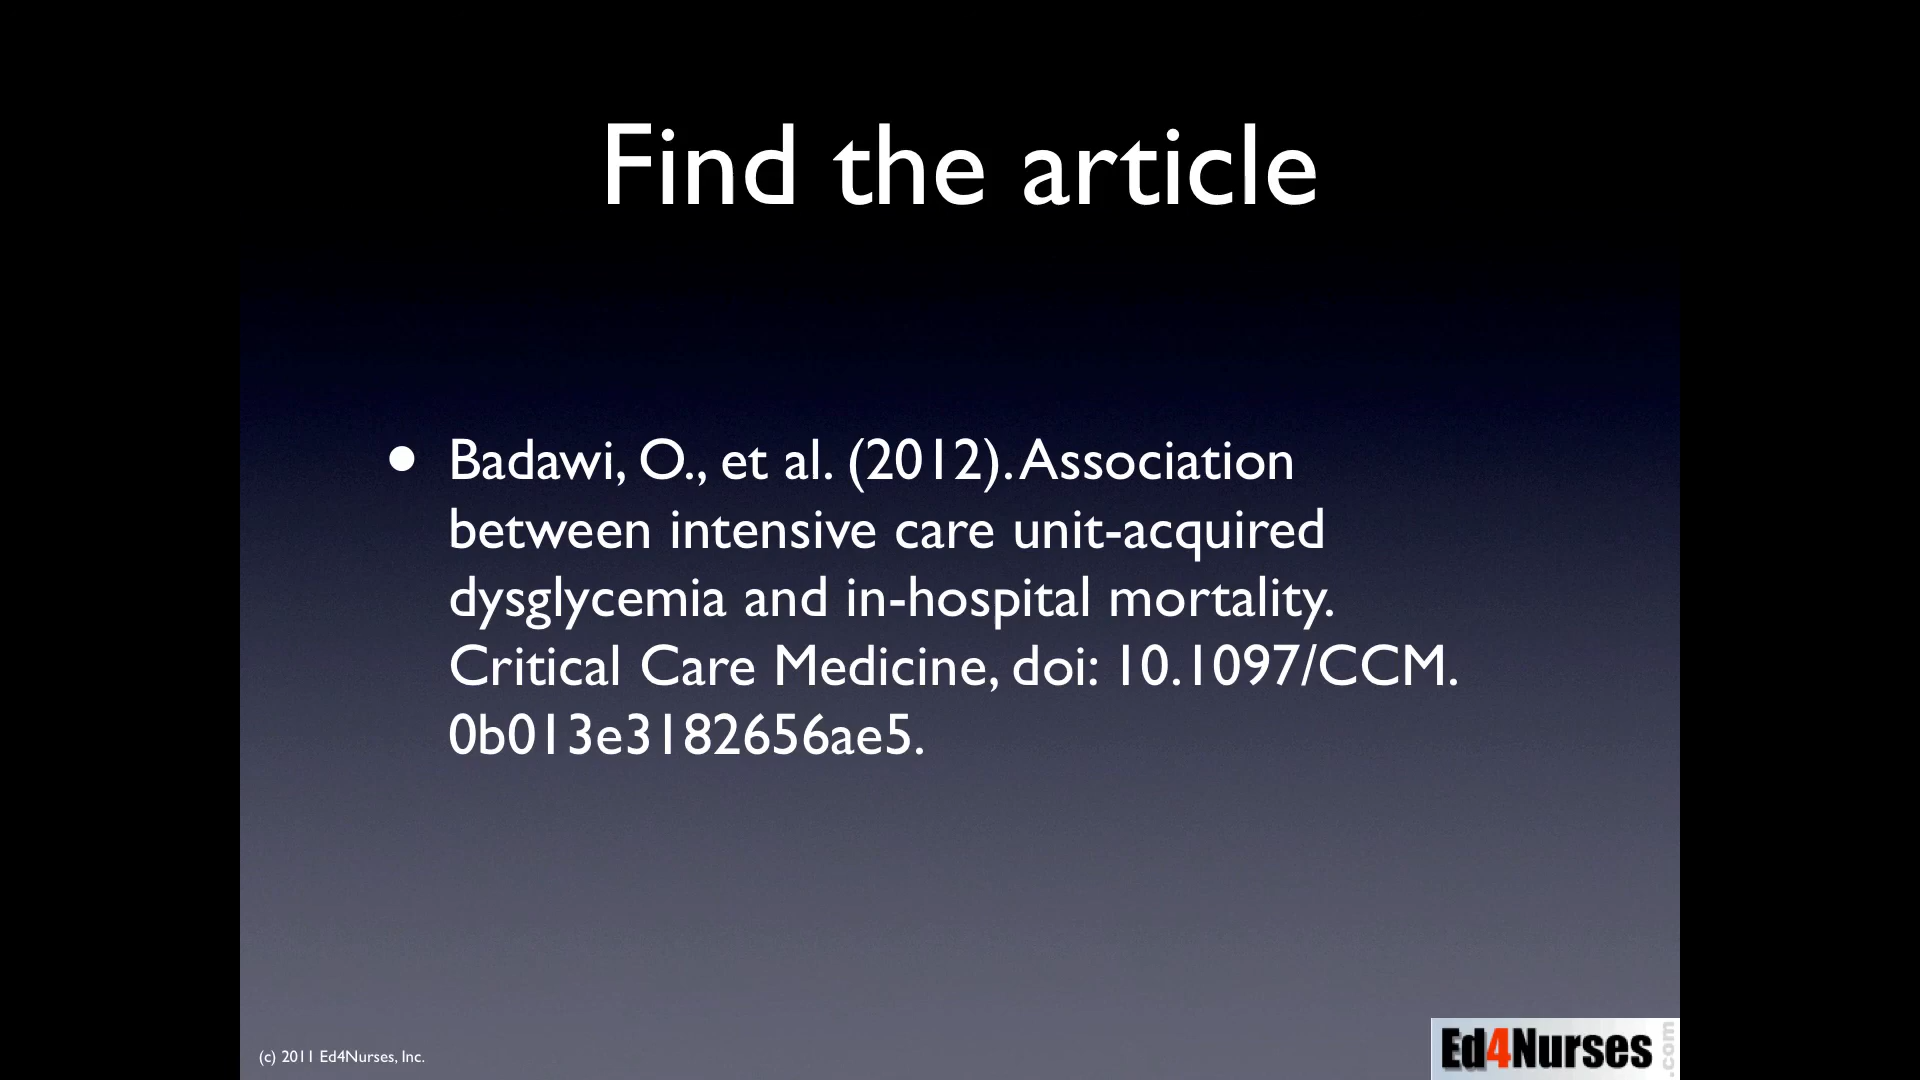 Find the article
• Badawi, O., et al. (2012). Association
between intensive care unit-acquired
dysglycemia and in-hospital mortality.
Critical Care Medicine, doi: 10.1097/CCM.
0b013e3182656ae5.
(c) 2011 Ed4Nurses, Inc.
Ed4Nurses
.com